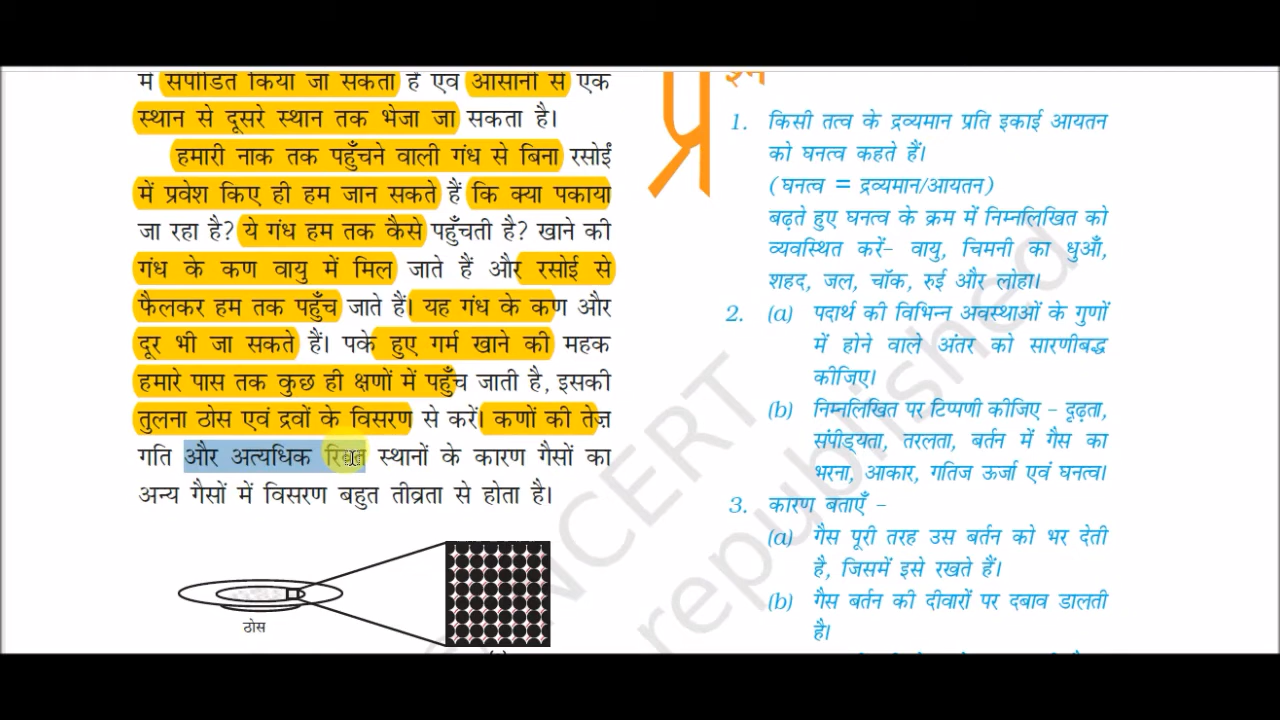 में संपीडित किया जा सकता है एवं आसानी से एक
स्थान से दूसरे स्थान तक भेजा जा सकता है।
हमारी नाक तक पहुँचने वाली गंध से बिना रसोई
में प्रवेश किए ही हम जान सकते हैं कि क्या पकाया
जा रहा है? ये गंध हम तक कैसे पहुँचती है? खाने की
गंध के कण वायु में मिल जाते हैं और रसोई से
फैलकर हम तक पहुँच जाते हैं। यह गंध के कण और
दूर भी जा सकते हैं। पके हुए गर्म खाने की महक
हमारे पास तक कुछ ही क्षणों में पहुँच जाती है, इसकी
तुलना ठोस एवं द्रवों के विसरण से करें। कणों की तेज़
गति और अत्यधिक रिक्त स्थानों के कारण गैसों का
अन्य गैसों में विसरण बहुत तीव्रता से होता है।
ठोस
प्रश्न
1. किसी तत्व के द्रव्यमान प्रति इकाई आयतन
को घनत्व कहते हैं।
(घनत्व = द्रव्यमान/आयतन)
बढ़ते हुए घनत्व के क्रम में निम्नलिखित को
व्यवस्थित करें– वायु, चिमनी का धुआँ,
शहद, जल, चॉक, रुई और लोहा।
2. (a) पदार्थ की विभिन्न अवस्थाओं के गुणों
में होने वाले अंतर को सारणीबद्ध
कीजिए।
(b) निम्नलिखित पर टिप्पणी कीजिए – दृढ़ता,
संपीड्यता, तरलता, बर्तन में गैस का
भरना, आकार, गतिज ऊर्जा एवं घनत्व।
3. कारण बताएँ –
(a) गैस पूरी तरह उस बर्तन को भर देती
है, जिसमें इसे रखते हैं।
(b) गैस बर्तन की दीवारों पर दबाव डालती
है।
NCERT
republished